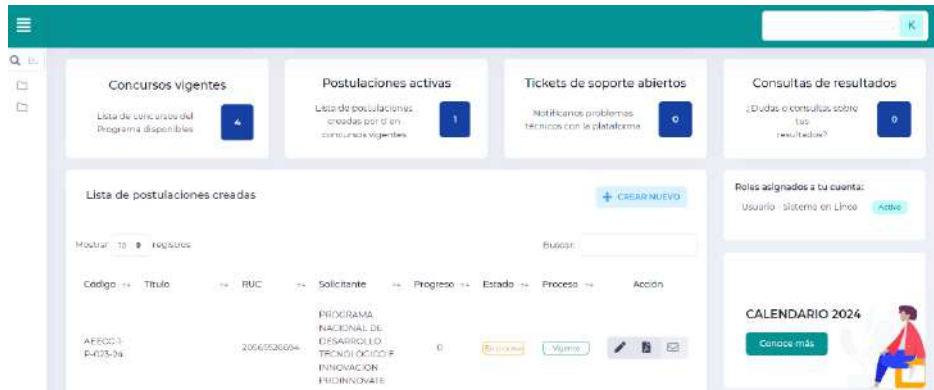 K
Concursos vigentes
Lista de concursos del
Programa disponibles
4
Postulaciones activas
Lista de postulaciones
creadas por ti en
concursos vigentes
1
Tickets de soporte abiertos
Notifícanos problemas
técnicos con la plataforma
0
Consultas de resultados
¿Dudas o consultas sobre
tus
resultados?
0
Lista de postulaciones creadas
+ CREAR NUEVO
Mostrar 10 registros
Buscar:
Código Título RUC Solicitante Progreso Estado Proceso Acción
PROGRAMA
NACIONAL DE
DESARROLLO
TECNOLOGICO E
INNOVACION
PROINNOVATE
AEECC-1-
P-023-24
0
En proceso
Vigente
Roles asignados a tu cuenta:
Usuario - Sistema en Línea Activo
CALENDARIO 2024
Conoce más